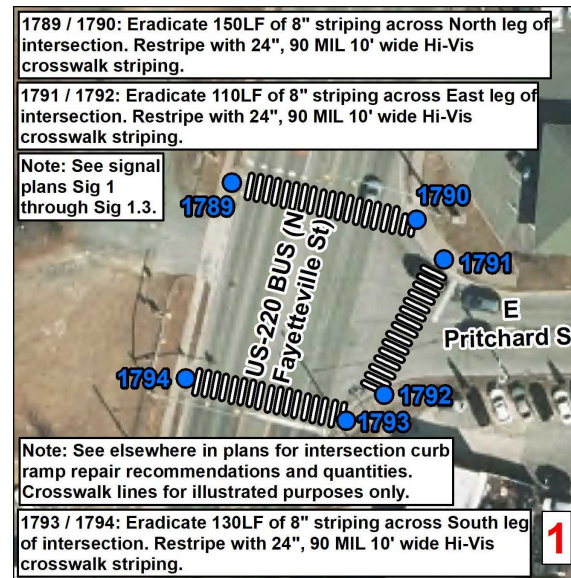 1789 / 1790: Eradicate 150LF of 8" striping across North leg of
intersection. Restripe with 24", 90 MIL 10' wide Hi-Vis
crosswalk striping.
1791 / 1792: Eradicate 110LF of 8" striping across East leg of
intersection. Restripe with 24", 90 MIL 10' wide Hi-Vis
crosswalk striping.
Note: See signal
plans Sig 1
through Sig 1.3.
1789
1790
1791
US-220 BUS (N
Fayetteville St)
E
Pritchard S
1794
1792
1793
Note: See elsewhere in plans for intersection curb
ramp repair recommendations and quantities.
Crosswalk lines for illustrated purposes only.
1793 / 1794: Eradicate 130LF of 8" striping across South leg
of intersection. Restripe with 24", 90 MIL 10' wide Hi-Vis
crosswalk striping.
1